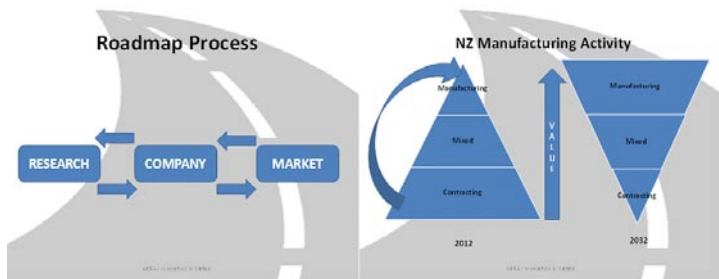 Roadmap Process
RESEARCH
COMPANY
MARKET
NZ Manufacturing Activity
Manufacturing
Mixed
Contracting
VALUE
Manufacturing
Mixed
Contracting
2012
2032